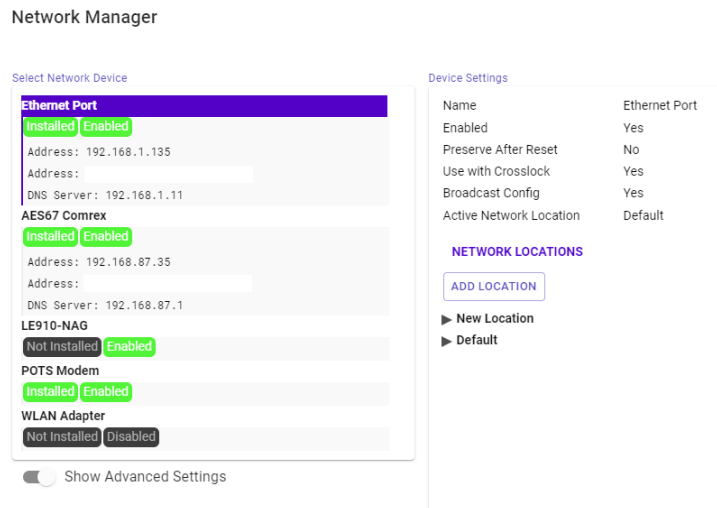 Network Manager
Select Network Device
Ethernet Port
Installed Enabled
Address: 192.168.1.135
Address:
DNS Server: 192.168.1.11
AES67 Comrex
Installed Enabled
Address: 192.168.87.35
Address:
DNS Server: 192.168.87.1
LE910-NAG
Not Installed Enabled
POTS Modem
Installed Enabled
WLAN Adapter
Not Installed Disabled
Show Advanced Settings
Device Settings
Name Ethernet Port
Enabled Yes
Preserve After Reset No
Use with Crosslock Yes
Broadcast Config Yes
Active Network Location Default
NETWORK LOCATIONS
ADD LOCATION
New Location
Default